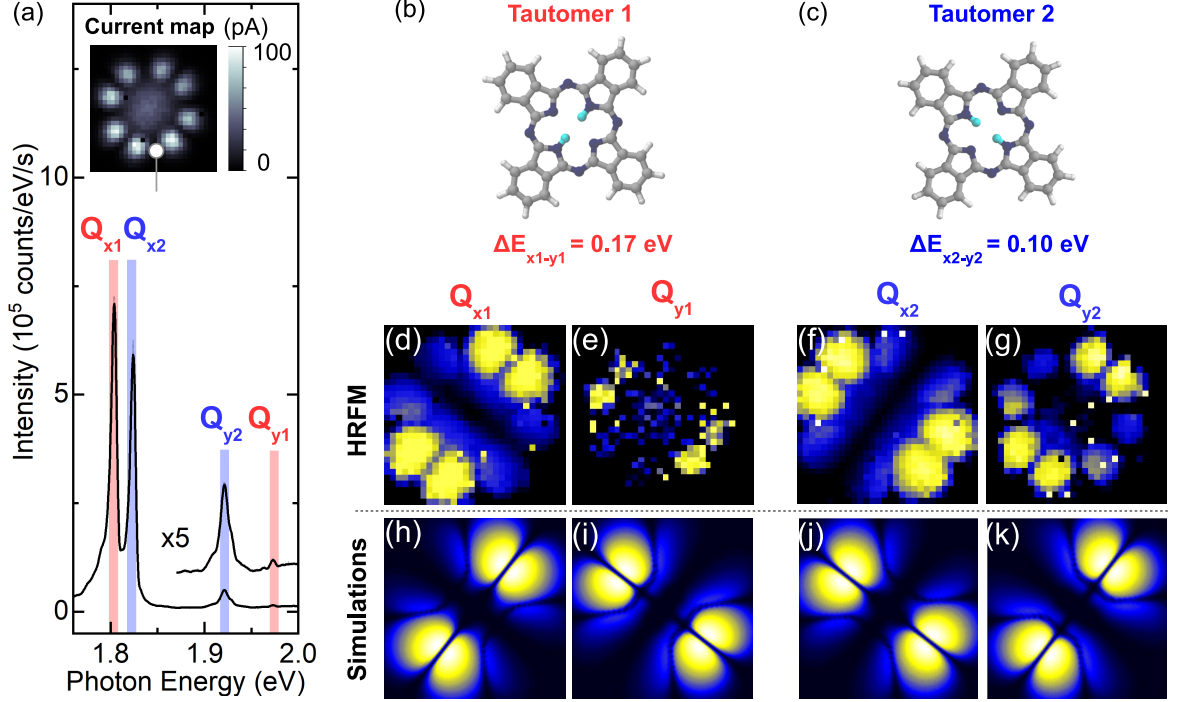 (a)
Current map (pA)
100
0
10
5
0
Intensity (10⁵ counts/eV/s)
Qx1
Qx2
Qy2
Qy1
x5
1.8
1.9
2.0
Photon Energy (eV)
(b)
Tautomer 1
ΔEx1-y1 = 0.17 eV
(c)
Tautomer 2
ΔEx2-y2 = 0.10 eV
Qx1
Qy1
Qx2
Qy2
HRFM
(d)
(e)
(f)
(g)
Simulations
(h)
(i)
(j)
(k)